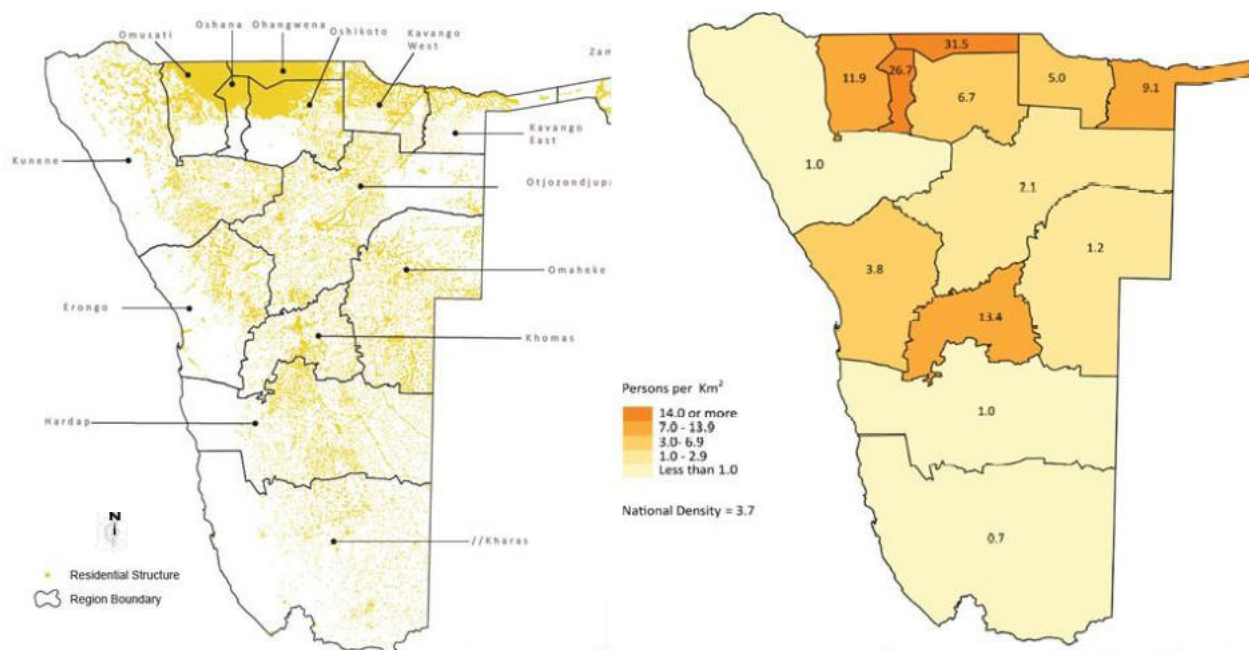 Oshana Ohangwena
Omusati
Oshikoto
Kavango
West
Zam
Kavango
East
Kunene
Otjozondjupa
Omaheke
Erongo
Khomas
Hardap
//Kharas
N
Residential Structure
Region Boundary
31.5
11.9
26.7
6.7
5.0
9.1
1.0
2.1
1.2
3.8
13.4
1.0
0.7
Persons per Km²
14.0 or more
7.0 - 13.9
3.0- 6.9
1.0 - 2.9
Less than 1.0
National Density = 3.7